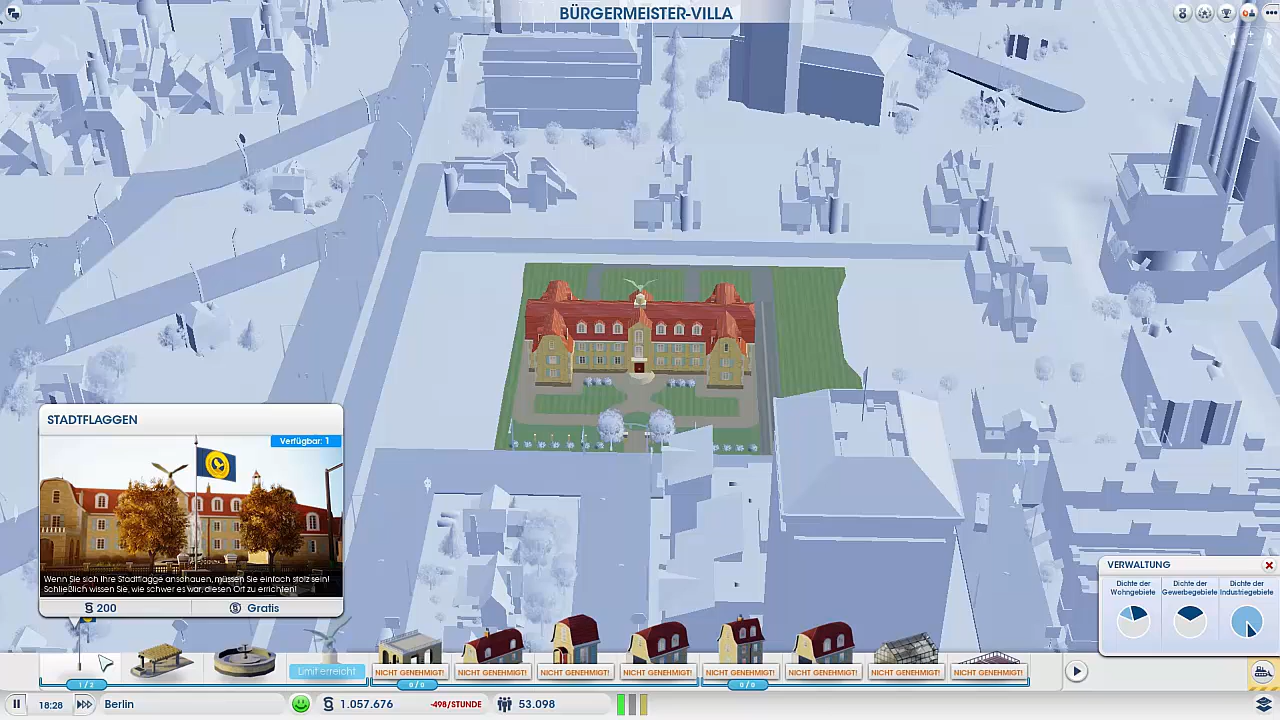 BÜRGERMEISTER-VILLA
STADTFLAGGEN
Verfügbar: 1
Wenn Sie sich Ihre Stadtflagge anschauen, müssen Sie einfach stolz sein!
Schließlich wissen Sie, wie schwer es war, diesen Ort zu errichten!
200
Gratis
VERWALTUNG
Dichte der
Wohngebiete
Dichte der
Gewerbegebiete
Dichte der
Industriegebiete
Limit erreicht
NICHT GENEHMIGT!
NICHT GENEHMIGT!
NICHT GENEHMIGT!
NICHT GENEHMIGT!
NICHT GENEHMIGT!
NICHT GENEHMIGT!
NICHT GENEHMIGT!
NICHT GENEHMIGT!
1 / 2
0 / 0
0 / 0
18:28
Berlin
1.057.676
-498/STUNDE
53.098